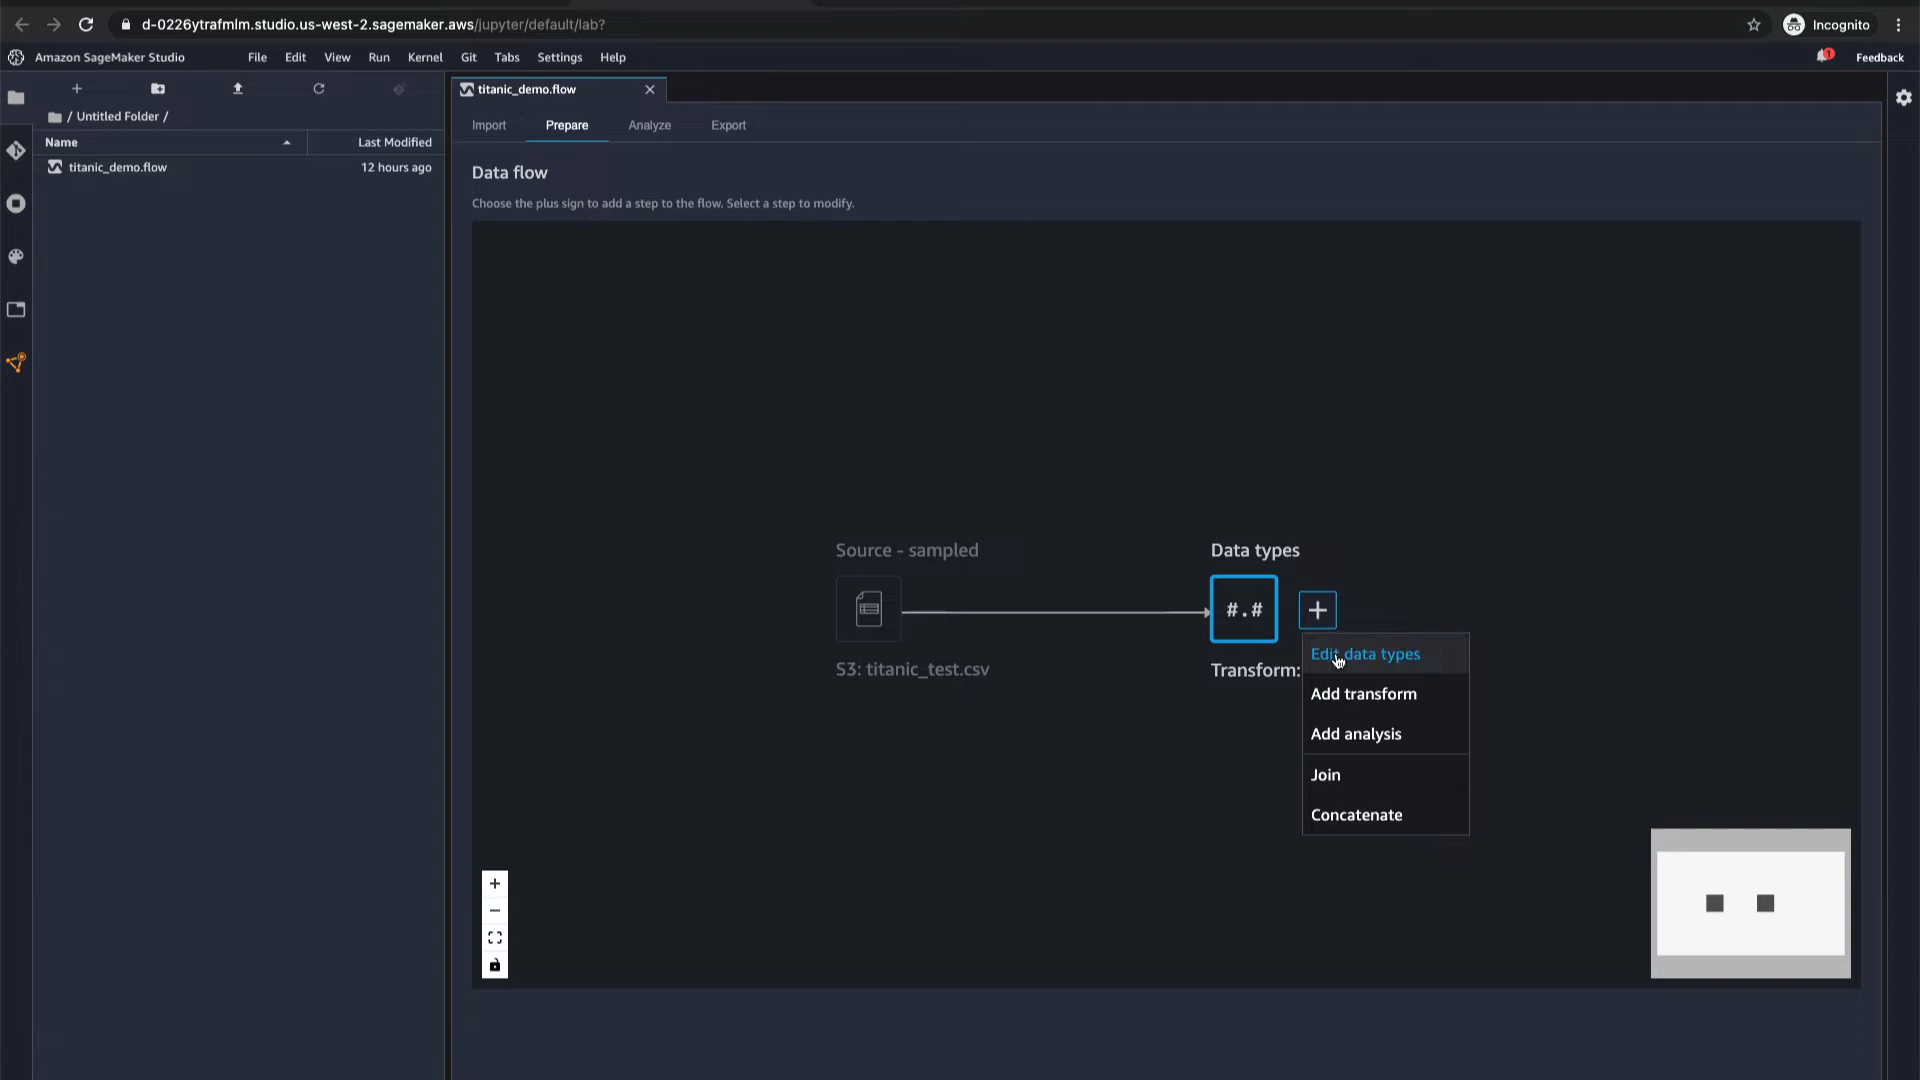 d-0226ytrafmlm.studio.us-west-2.sagemaker.aws/jupyter/default/lab?
Incognito
Amazon SageMaker Studio
File Edit View Run Kernel Git Tabs Settings Help
1
Feedback
/ Untitled Folder /
Name
Last Modified
titanic_demo.flow
12 hours ago
titanic_demo.flow
Import Prepare Analyze Export
Data flow
Choose the plus sign to add a step to the flow. Select a step to modify.
Source - sampled
S3: titanic_test.csv
Data types
#.#
Transform:
Edit data types
Add transform
Add analysis
Join
Concatenate